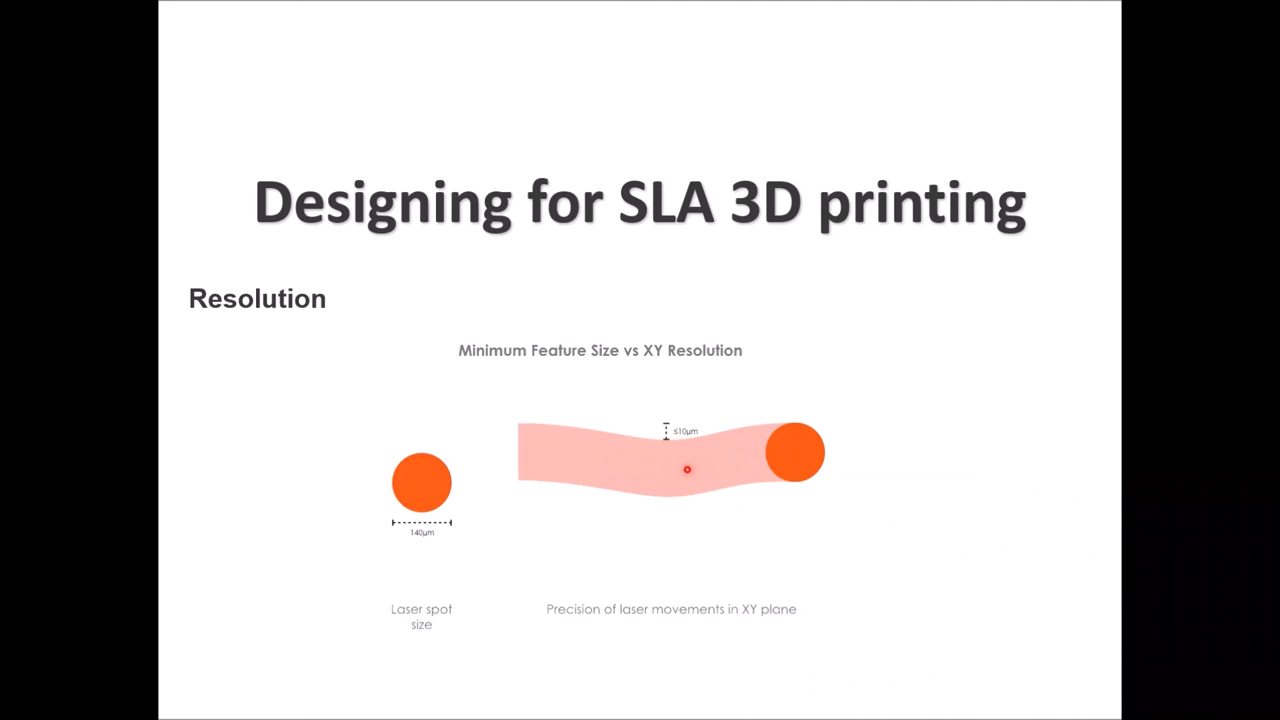 Designing for SLA 3D printing
Resolution
Minimum Feature Size vs XY Resolution
≤10µm
140µm
Laser spot
size
Precision of laser movements in XY plane